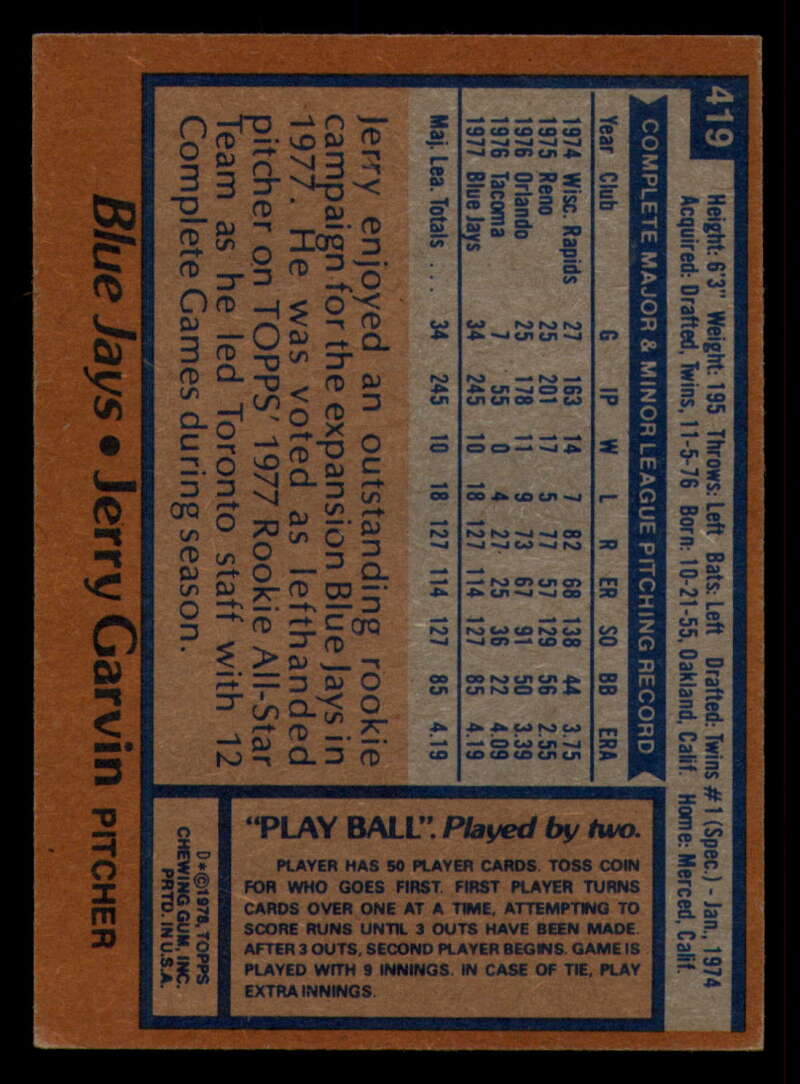 419
Height: 6'3" Weight: 195 Throws: Left Bats: Left Drafted: Twins #1 (Spec.) - Jan., 1974
Acquired: Drafted, Twins, 11-5-76 Born: 10-21-55, Oakland, Calif. Home: Merced, Calif.
COMPLETE MAJOR & MINOR LEAGUE PITCHING RECORD
Year Club G IP W L R ER SO BB ERA
1974 Wisc. Rapids 27 163 14 7 82 68 138 44 3.75
1975 Reno 25 201 17 5 77 57 129 56 2.55
1976 Orlando 25 178 11 9 73 67 91 50 3.39
1976 Tacoma 7 55 0 4 27 25 36 22 4.09
1977 Blue Jays 34 245 10 18 127 114 127 85 4.19
Maj. Lea. Totals . . . 34 245 10 18 127 114 127 85 4.19
Jerry enjoyed an outstanding rookie
campaign for the expansion Blue Jays in
1977. He was voted as lefthanded
pitcher on TOPPS' 1977 Rookie All-Star
Team as he led Toronto staff with 12
Complete Games during season.
"PLAY BALL". Played by two.
PLAYER HAS 50 PLAYER CARDS. TOSS COIN
FOR WHO GOES FIRST. FIRST PLAYER TURNS
CARDS OVER ONE AT A TIME, ATTEMPTING TO
SCORE RUNS UNTIL 3 OUTS HAVE BEEN MADE.
AFTER 3 OUTS, SECOND PLAYER BEGINS. GAME IS
PLAYED WITH 9 INNINGS. IN CASE OF TIE, PLAY
EXTRA INNINGS.
D*©1978, TOPPS
CHEWING GUM, INC.
PRTD. IN U.S.A.
Blue Jays • Jerry Garvin PITCHER